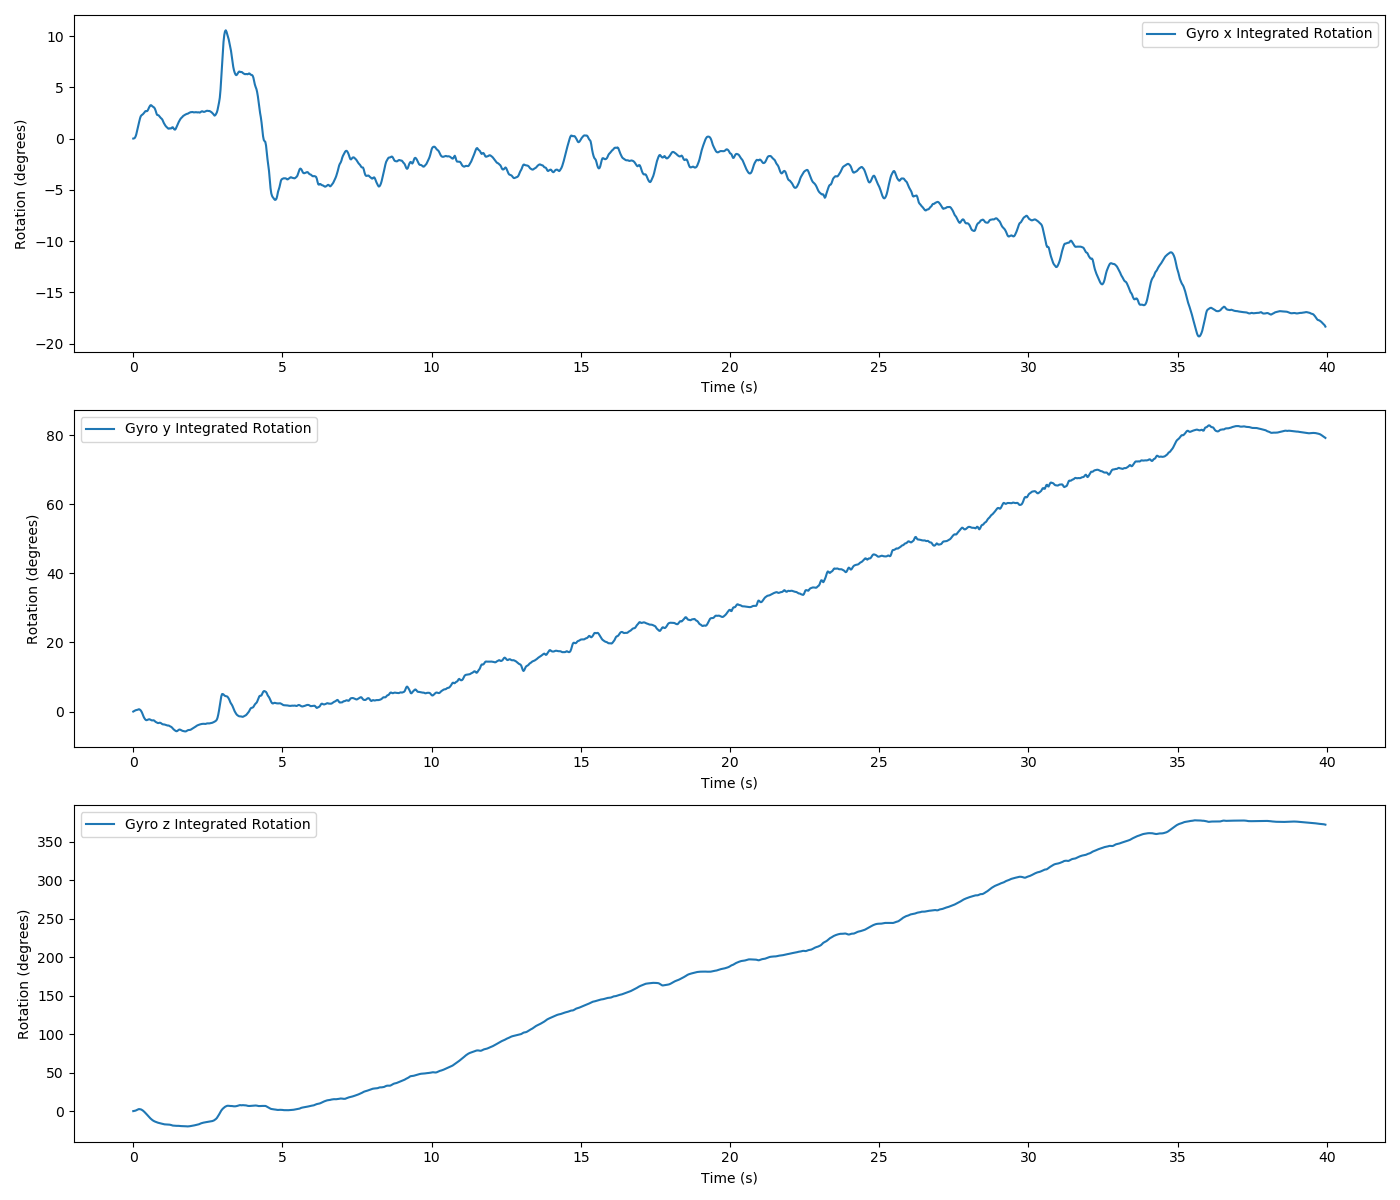 Gyro x Integrated Rotation
10
5
0
−5
−10
−15
−20
Rotation (degrees)
0 5 10 15 20 25 30 35 40
Time (s)
Gyro y Integrated Rotation
80
60
40
20
0
Rotation (degrees)
0 5 10 15 20 25 30 35 40
Time (s)
Gyro z Integrated Rotation
350
300
250
200
150
100
50
0
Rotation (degrees)
0 5 10 15 20 25 30 35 40
Time (s)